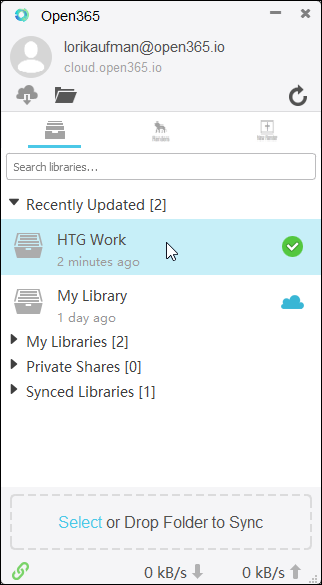 Open365
lorikaufman@open365.io
cloud.open365.io
Search libraries...
Recently Updated [2]
HTG Work
2 minutes ago
My Library
1 day ago
My Libraries [2]
Private Shares [0]
Synced Libraries [1]
Select or Drop Folder to Sync
0 kB/s 0 kB/s